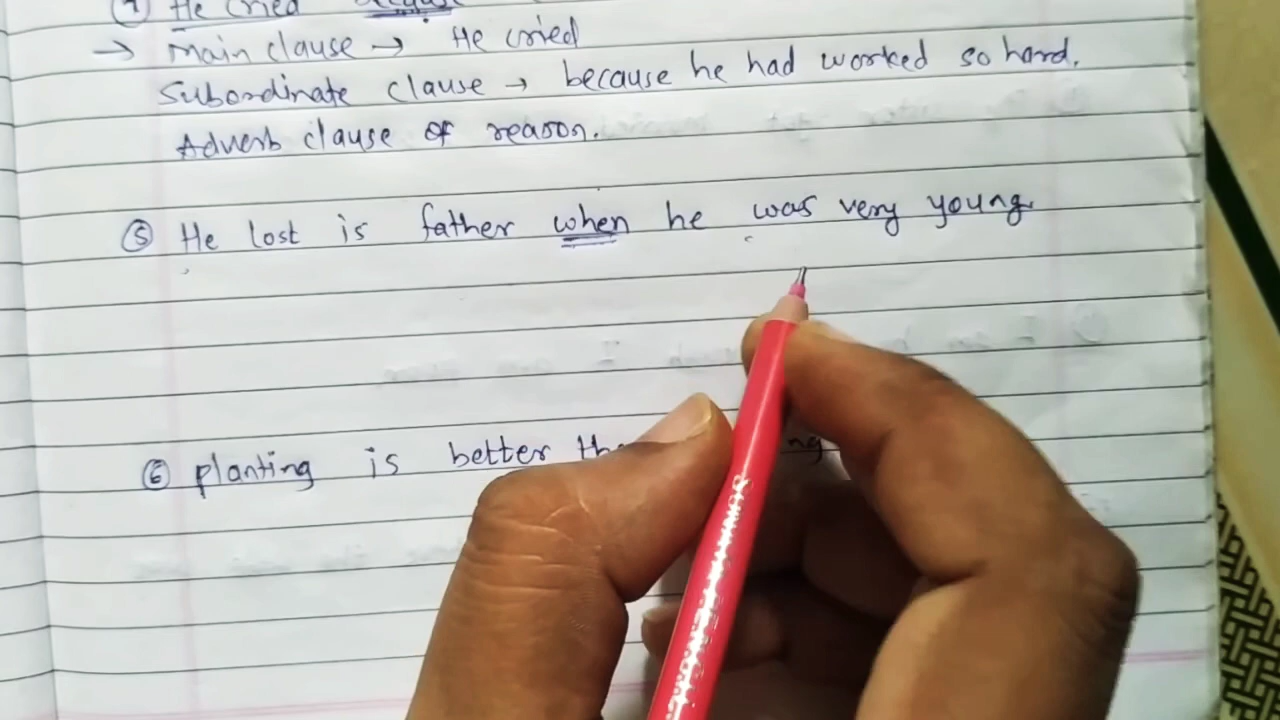 ④ He cried
→ Main clause → He cried
Subordinate clause → because he had worked so hard.
Adverb clause of reason.
⑤ He lost is father when he was very young.
⑥ planting is better